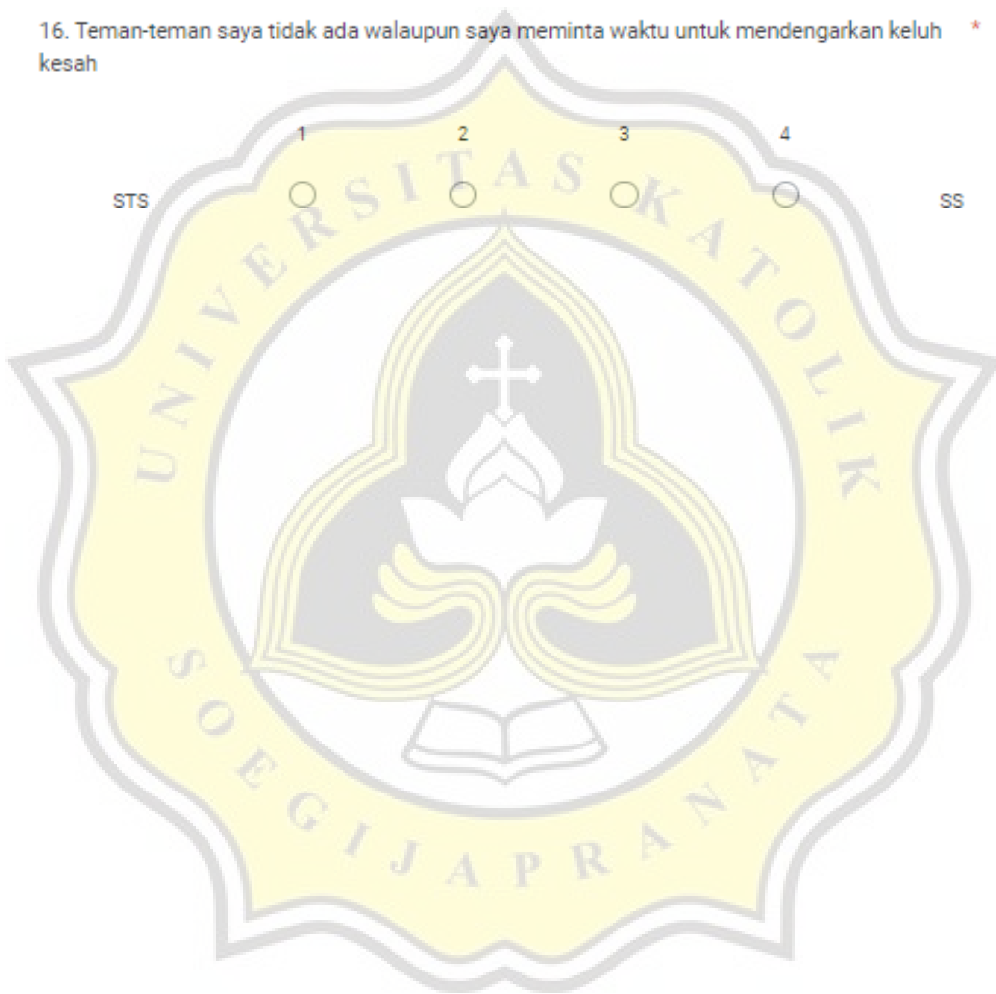 16. Teman-teman saya tidak ada walaupun saya meminta waktu untuk mendengarkan keluh *
kesah
1 2 3 4
STS SS
UNIVERSITAS KATOLIK
SOEGIJAPRANATA